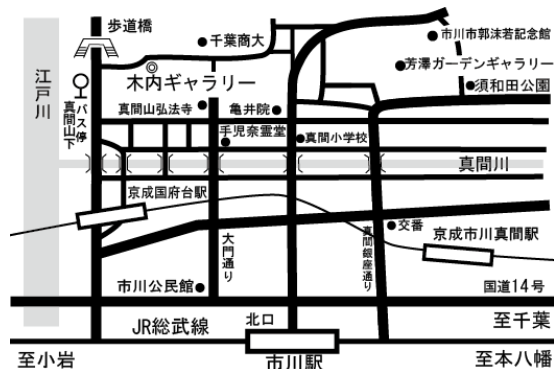 歩道橋
千葉商大
市川市郭沫若記念館
江戸川
木内ギャラリー
芳澤ガーデンギャラリー
バス停
真間山下
真間山弘法寺
亀井院
須和田公園
手児奈霊堂
真間小学校
真間川
京成国府台駅
大門通り
真間銀座通り
交番
京成市川真間駅
市川公民館
国道14号
北口
JR総武線
至千葉
至小岩
市川駅
至本八幡